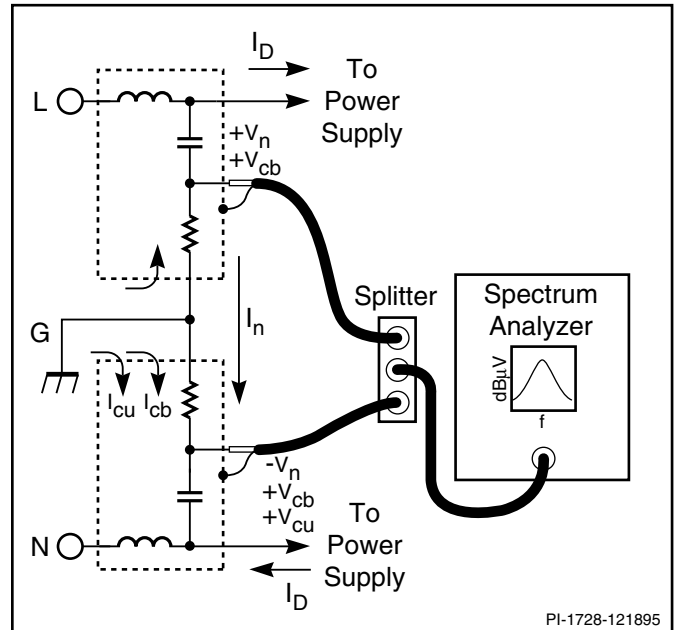 I_D
To
Power
Supply
L
+V_n
+V_cb
Splitter
Spectrum
Analyzer
dBµV
f
G
I_n
I_cu
I_cb
-V_n
+V_cb
+V_cu
To
Power
Supply
N
I_D
PI-1728-121895